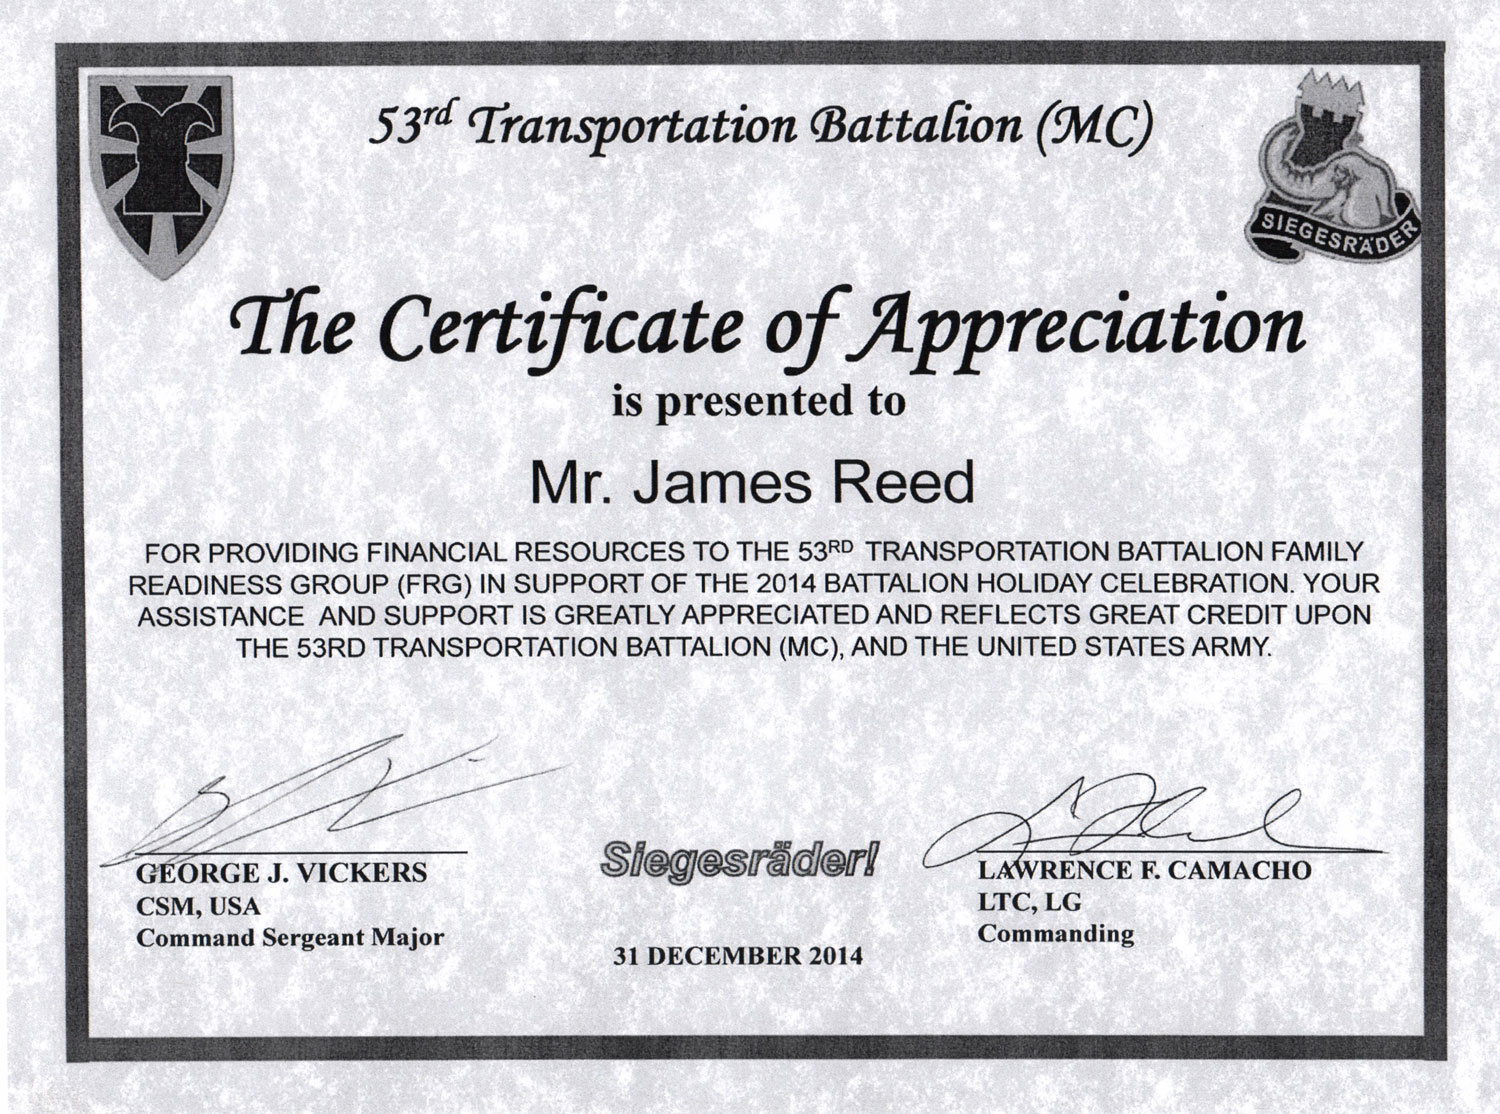 53rd Transportation Battalion (MC)
SIEGESRÄDER
The Certificate of Appreciation
is presented to
Mr. James Reed
FOR PROVIDING FINANCIAL RESOURCES TO THE 53RD TRANSPORTATION BATTALION FAMILY
READINESS GROUP (FRG) IN SUPPORT OF THE 2014 BATTALION HOLIDAY CELEBRATION. YOUR
ASSISTANCE AND SUPPORT IS GREATLY APPRECIATED AND REFLECTS GREAT CREDIT UPON
THE 53RD TRANSPORTATION BATTALION (MC), AND THE UNITED STATES ARMY.
GEORGE J. VICKERS
CSM, USA
Command Sergeant Major
Siegesräder!
31 DECEMBER 2014
LAWRENCE F. CAMACHO
LTC, LG
Commanding